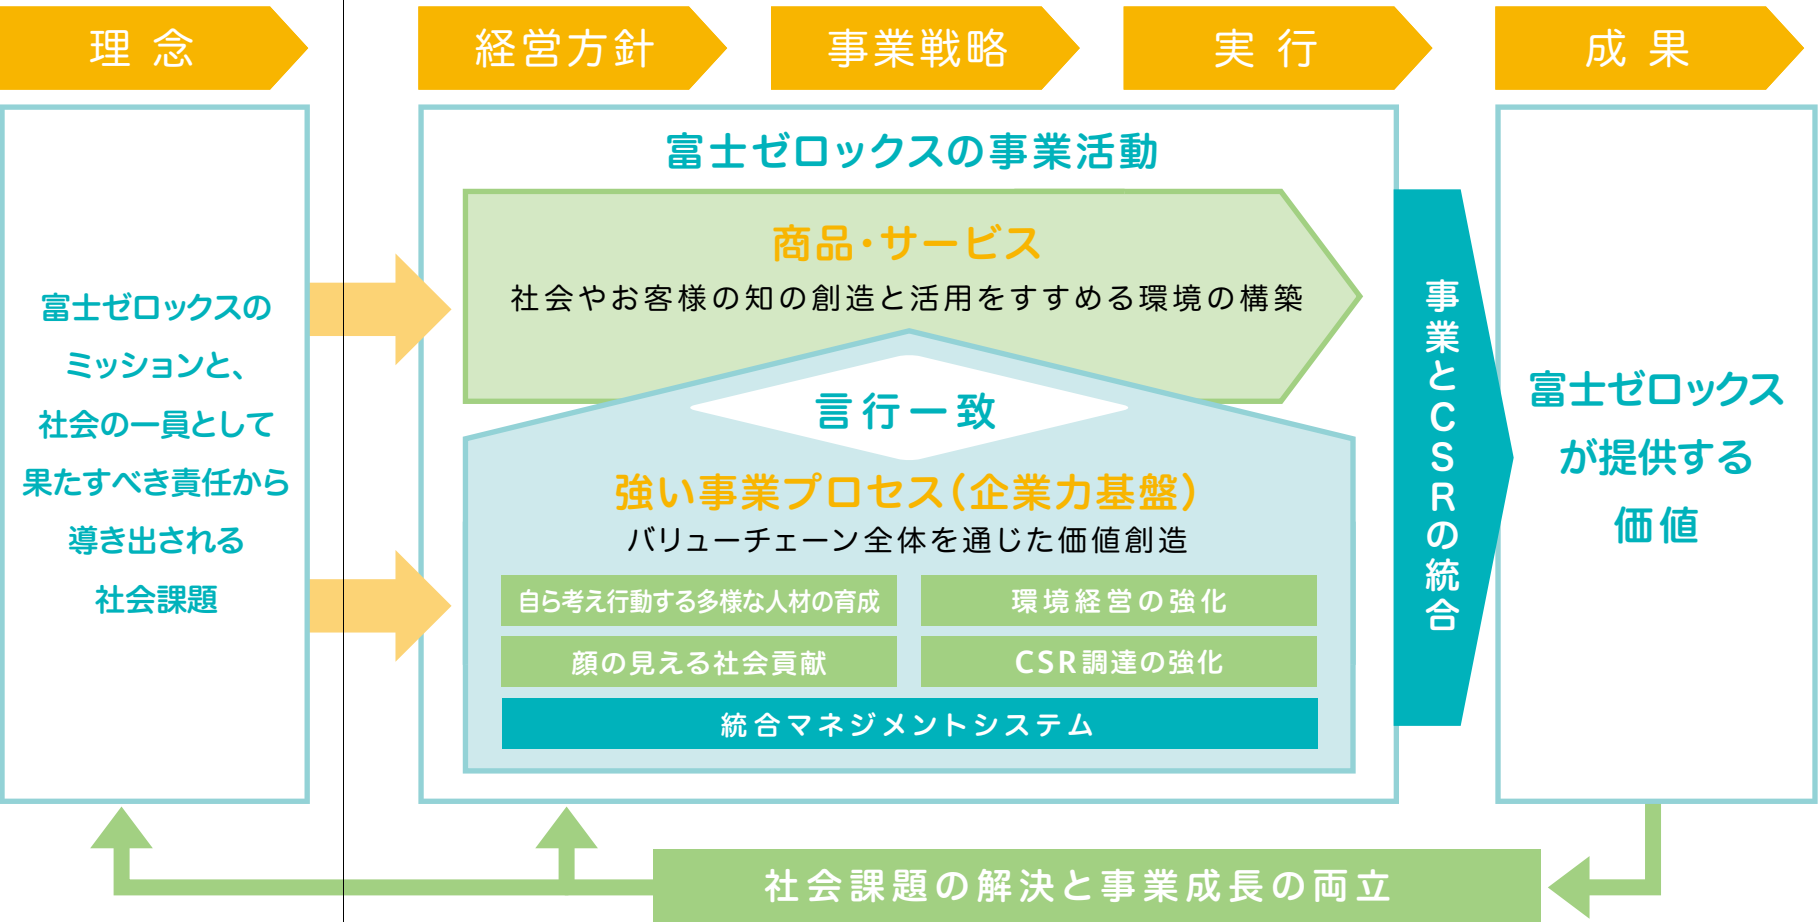 理念
経営方針
事業戦略
実行
成果
富士ゼロックスの
ミッションと、
社会の一員として
果たすべき責任から
導き出される
社会課題
富士ゼロックスの事業活動
商品・サービス
社会やお客様の知の創造と活用をすすめる環境の構築
言行一致
強い事業プロセス(企業力基盤)
バリューチェーン全体を通じた価値創造
自ら考え行動する多様な人材の育成
環境経営の強化
顔の見える社会貢献
CSR調達の強化
統合マネジメントシステム
事業とCSRの統合
富士ゼロックス
が提供する
価値
社会課題の解決と事業成長の両立